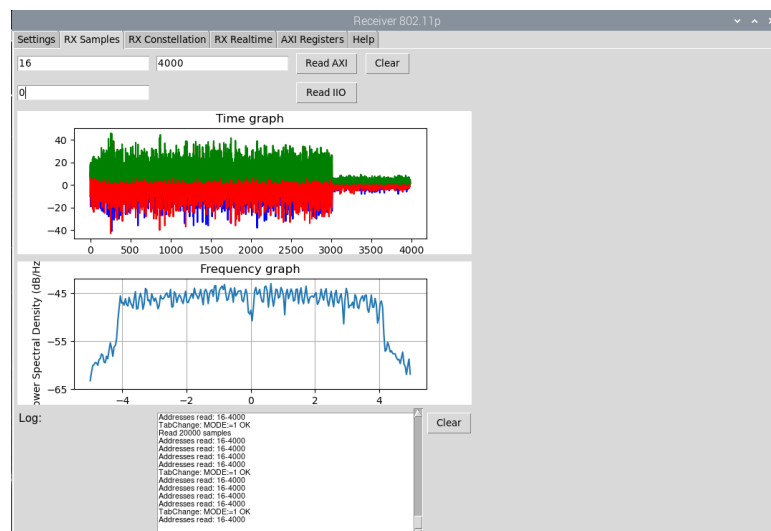 Receiver 802.11p
Settings RX Samples RX Constellation RX Realtime AXI Registers Help
16 4000 Read AXI Clear
0 Read IIO
Time graph
40
20
0
−20
−40
0 500 1000 1500 2000 2500 3000 3500 4000
Frequency graph
ower Spectral Density (dB/Hz
−45
−55
−65
−4 −2 0 2 4
Log: Clear
Addresses read: 16-4000
TabChange: MODE:=1 OK
Read 20000 samples
Addresses read: 16-4000
Addresses read: 16-4000
Addresses read: 16-4000
Addresses read: 16-4000
TabChange: MODE:=1 OK
Addresses read: 16-4000
Addresses read: 16-4000
Addresses read: 16-4000
Addresses read: 16-4000
TabChange: MODE:=1 OK
Addresses read: 16-4000